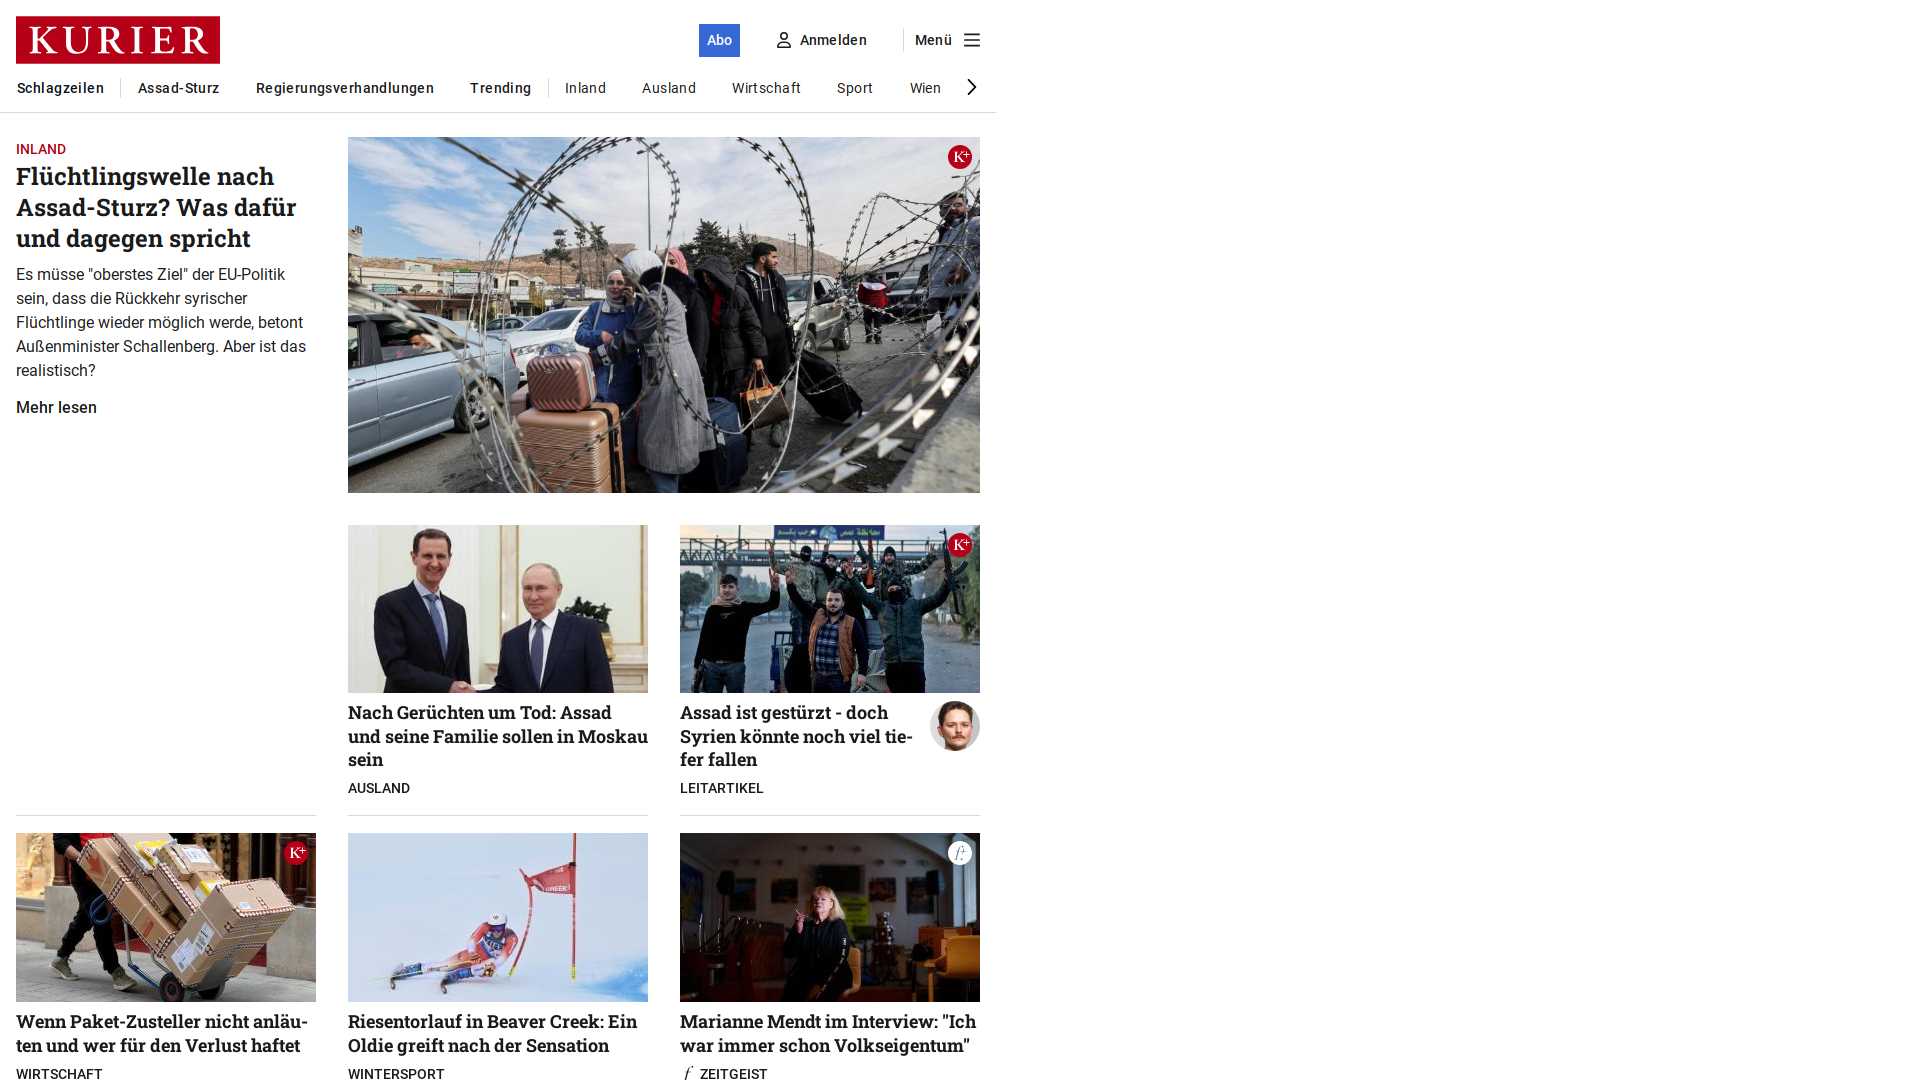 KURIER
Abo
Anmelden
Menü
Schlagzeilen
Assad-Sturz
Regierungsverhandlungen
Trending
Inland
Ausland
Wirtschaft
Sport
Wien
INLAND
Flüchtlingswelle nach
Assad-Sturz? Was dafür
und dagegen spricht
Es müsse "oberstes Ziel" der EU-Politik
sein, dass die Rückkehr syrischer
Flüchtlinge wieder möglich werde, betont
Außenminister Schallenberg. Aber ist das
realistisch?
Mehr lesen
K+
Nach Gerüchten um Tod: Assad
und seine Familie sollen in Moskau
sein
AUSLAND
K+
Assad ist gestürzt - doch
Syrien könnte noch viel tie-
fer fallen
LEITARTIKEL
K+
Wenn Paket-Zusteller nicht anläu-
ten und wer für den Verlust haftet
WIRTSCHAFT
Riesentorlauf in Beaver Creek: Ein
Oldie greift nach der Sensation
WINTERSPORT
f+
Marianne Mendt im Interview: "Ich
war immer schon Volkseigentum"
f ZEITGEIST